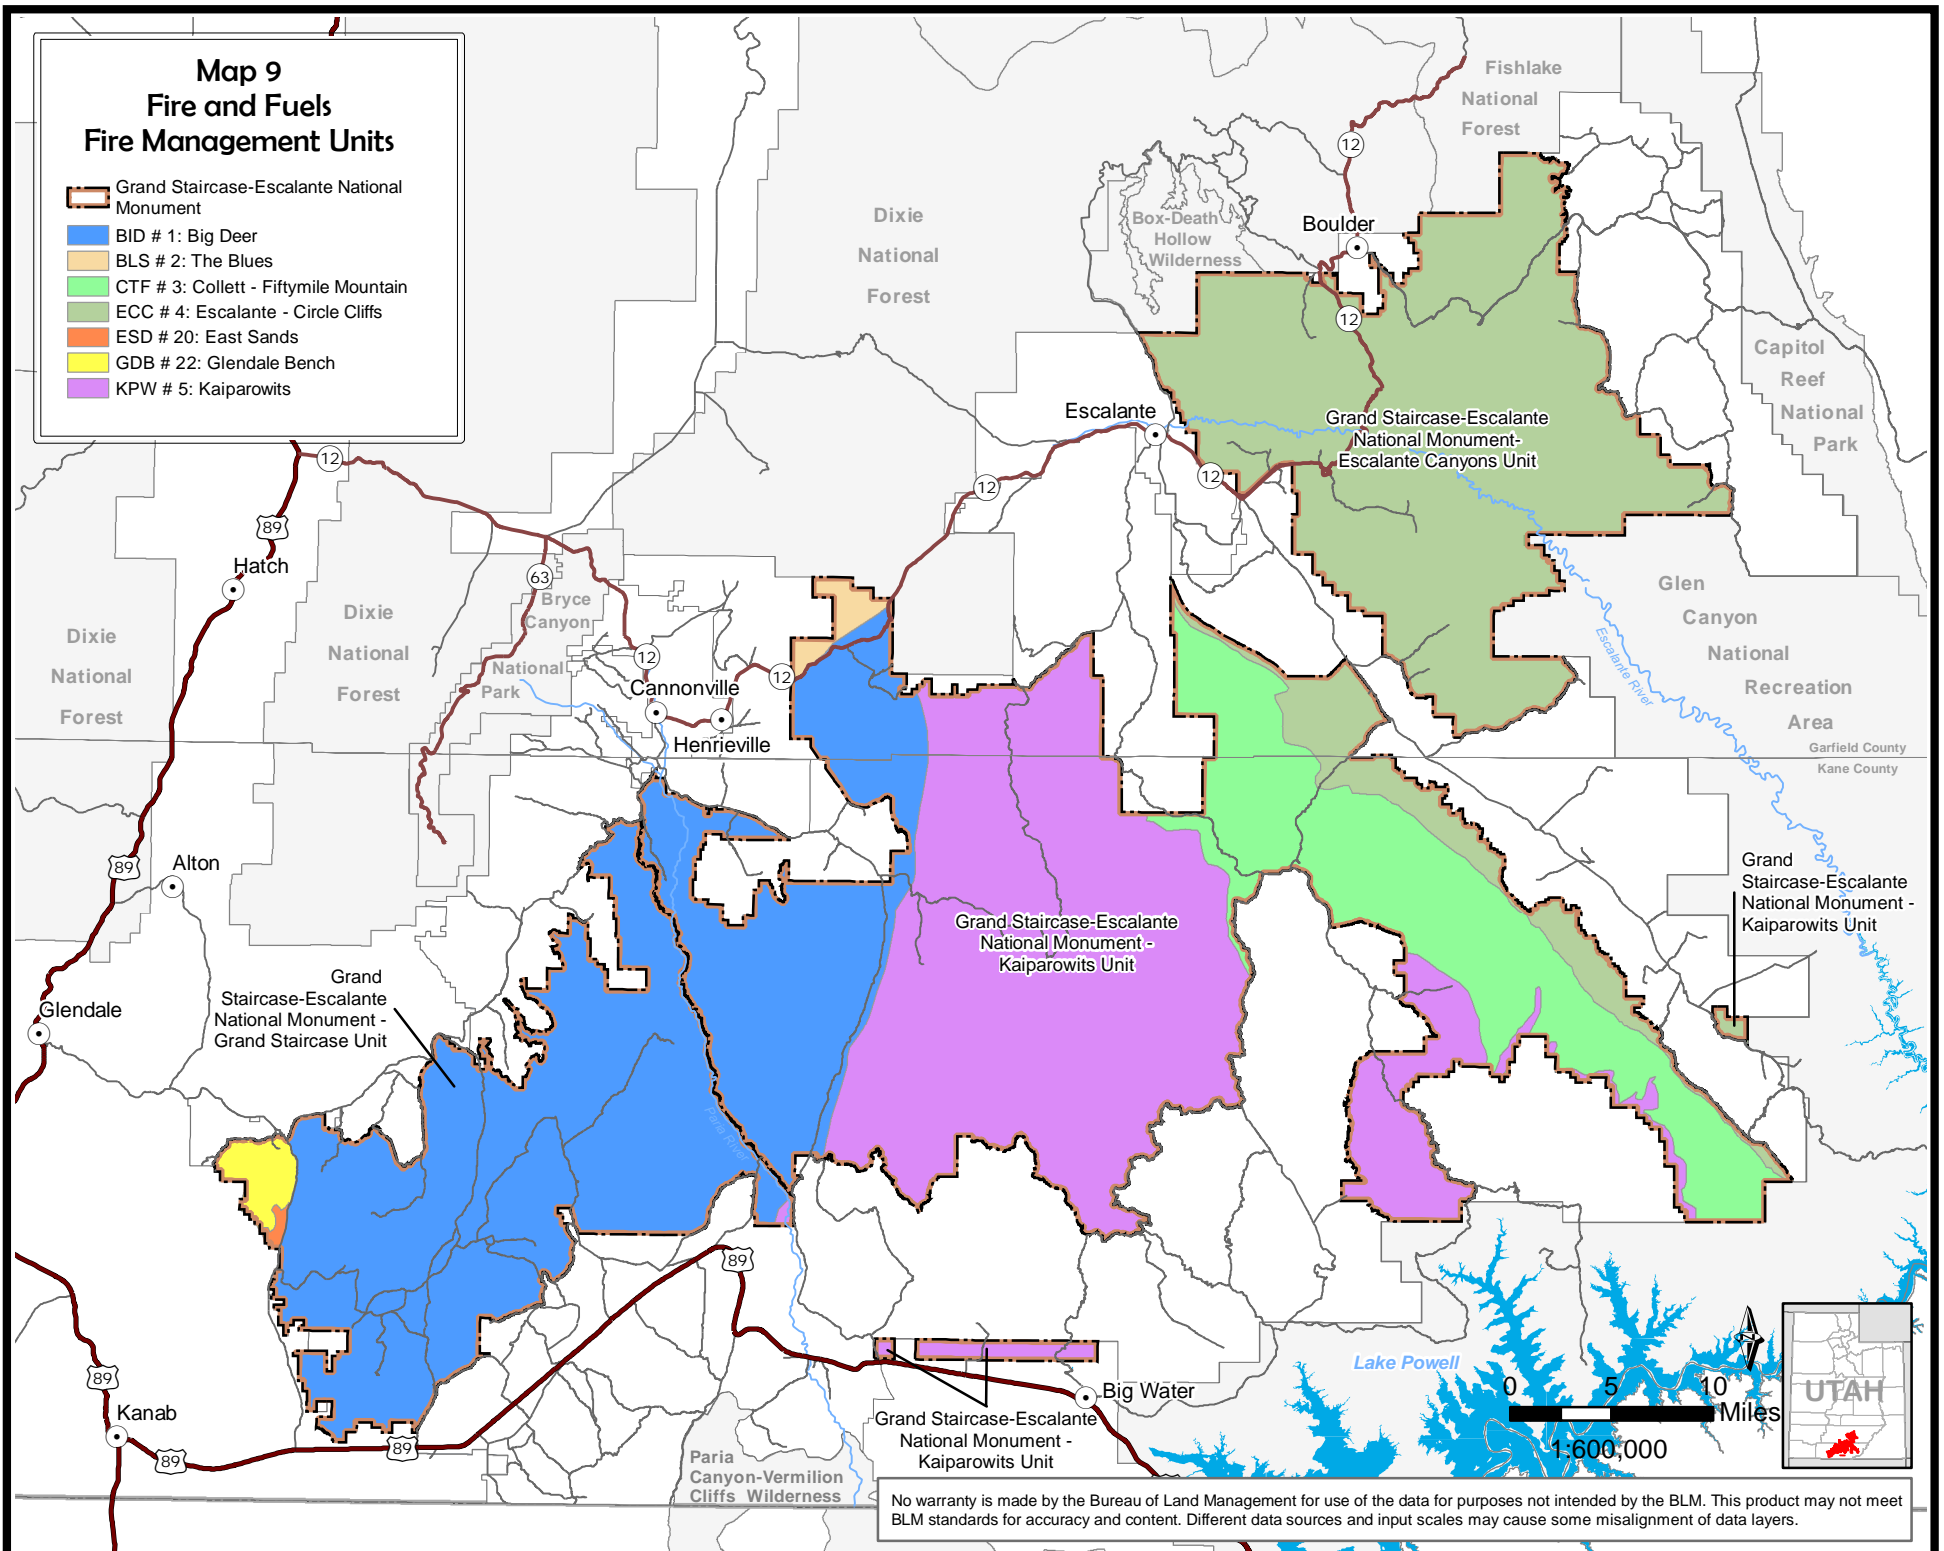 Map 9
Fire and Fuels
Fire Management Units
Grand Staircase-Escalante National
Monument
BID # 1: Big Deer
BLS # 2: The Blues
CTF # 3: Collett - Fiftymile Mountain
ECC # 4: Escalante - Circle Cliffs
ESD # 20: East Sands
GDB # 22: Glendale Bench
KPW # 5: Kaiparowits
Fishlake
National
Forest
12
Dixie
National
Forest
Box-Death
Hollow
Wilderness
Boulder
12
Capitol
Reef
National
Park
Escalante
Grand Staircase-Escalante
National Monument-
Escalante Canyons Unit
12
12
12
89
Hatch
63
Bryce
Canyon
National
Park
Dixie
National
Forest
Dixie
National
Forest
12
12
Cannonville
Henrieville
Glen
Canyon
National
Recreation
Area
Escalante River
Garfield County
Kane County
89
Alton
Grand
Staircase-Escalante
National Monument -
Kaiparowits Unit
Grand Staircase-Escalante
National Monument -
Kaiparowits Unit
Grand
Staircase-Escalante
National Monument -
Grand Staircase Unit
Glendale
Paria River
89
89
Kanab
89
89
Big Water
Lake Powell
Grand Staircase-Escalante
National Monument -
Kaiparowits Unit
Paria
Canyon-Vermilion
Cliffs Wilderness
N
0 5 10
Miles
1:600,000
UTAH
No warranty is made by the Bureau of Land Management for use of the data for purposes not intended by the BLM. This product may not meet
BLM standards for accuracy and content. Different data sources and input scales may cause some misalignment of data layers.